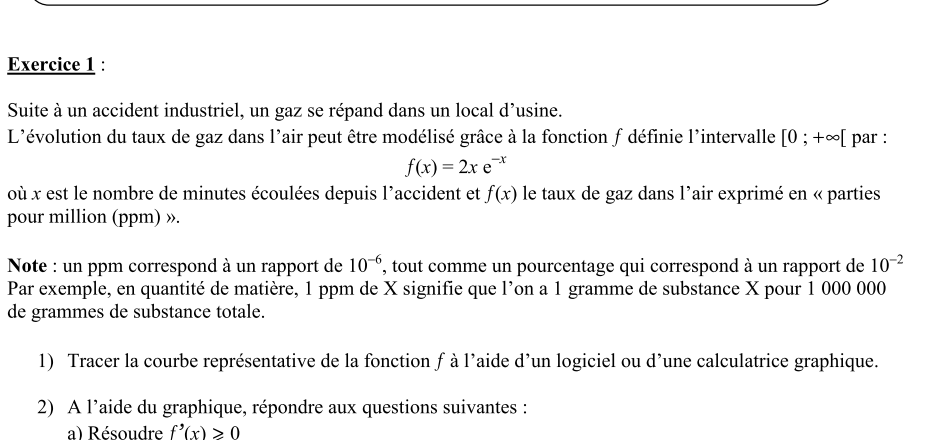 Exercice 1 :
Suite à un accident industriel, un gaz se répand dans un local d’usine.
L’évolution du taux de gaz dans l’air peut être modélisé grâce à la fonction f définie l’intervalle [0 ; +∞[ par :
f(x) = 2x e⁻ˣ
où x est le nombre de minutes écoulées depuis l’accident et f(x) le taux de gaz dans l’air exprimé en « parties
pour million (ppm) ».
Note : un ppm correspond à un rapport de 10⁻⁶, tout comme un pourcentage qui correspond à un rapport de 10⁻²
Par exemple, en quantité de matière, 1 ppm de X signifie que l’on a 1 gramme de substance X pour 1 000 000
de grammes de substance totale.
1) Tracer la courbe représentative de la fonction f à l’aide d’un logiciel ou d’une calculatrice graphique.
2) A l’aide du graphique, répondre aux questions suivantes :
a) Résoudre f’(x) ⩾ 0